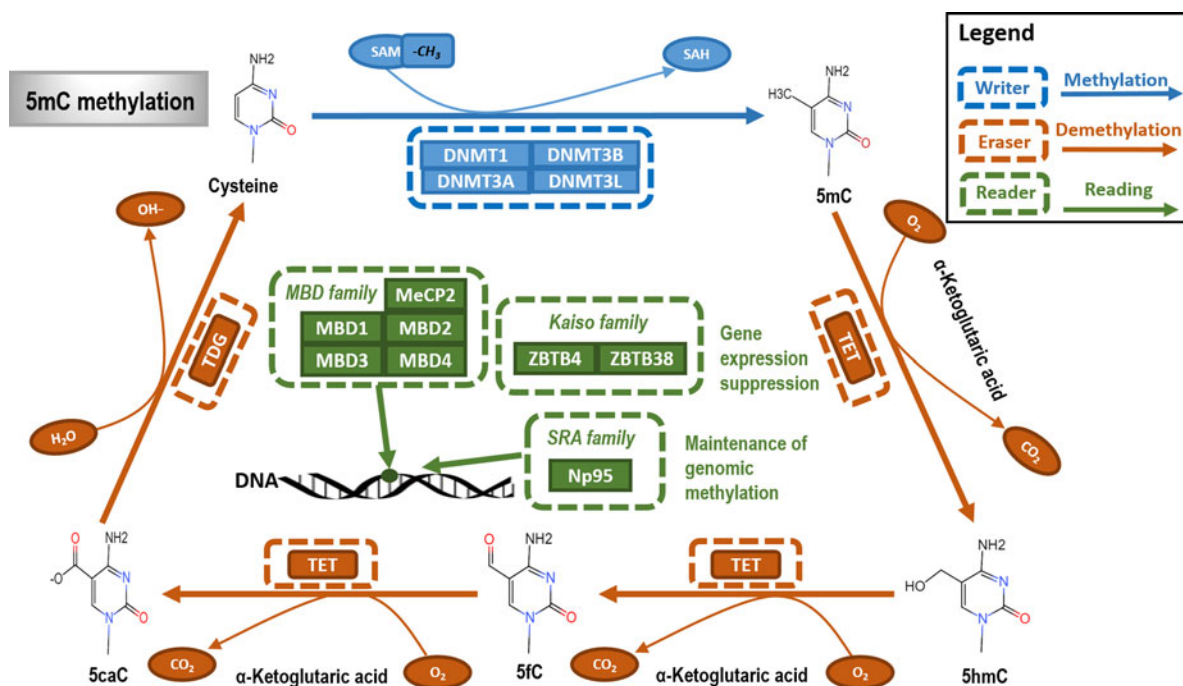 5mC methylation
NH2
N
N
O
Cysteine
SAM
-CH3
SAH
DNMT1
DNMT3B
DNMT3A
DNMT3L
NH2
H3C
N
N
O
5mC
Legend
Writer
Methylation
Eraser
Demethylation
Reader
Reading
OH−
TDG
H2O
MBD family
MeCP2
MBD1
MBD2
MBD3
MBD4
Kaiso family
ZBTB4
ZBTB38
Gene
expression
suppression
SRA family
Np95
Maintenance of
genomic
methylation
DNA
O2
TET
α-Ketoglutaric acid
CO2
O
NH2
-O
N
N
O
5caC
TET
CO2
α-Ketoglutaric acid
O2
O
NH2
N
N
O
5fC
TET
CO2
α-Ketoglutaric acid
O2
NH2
HO
N
N
O
5hmC